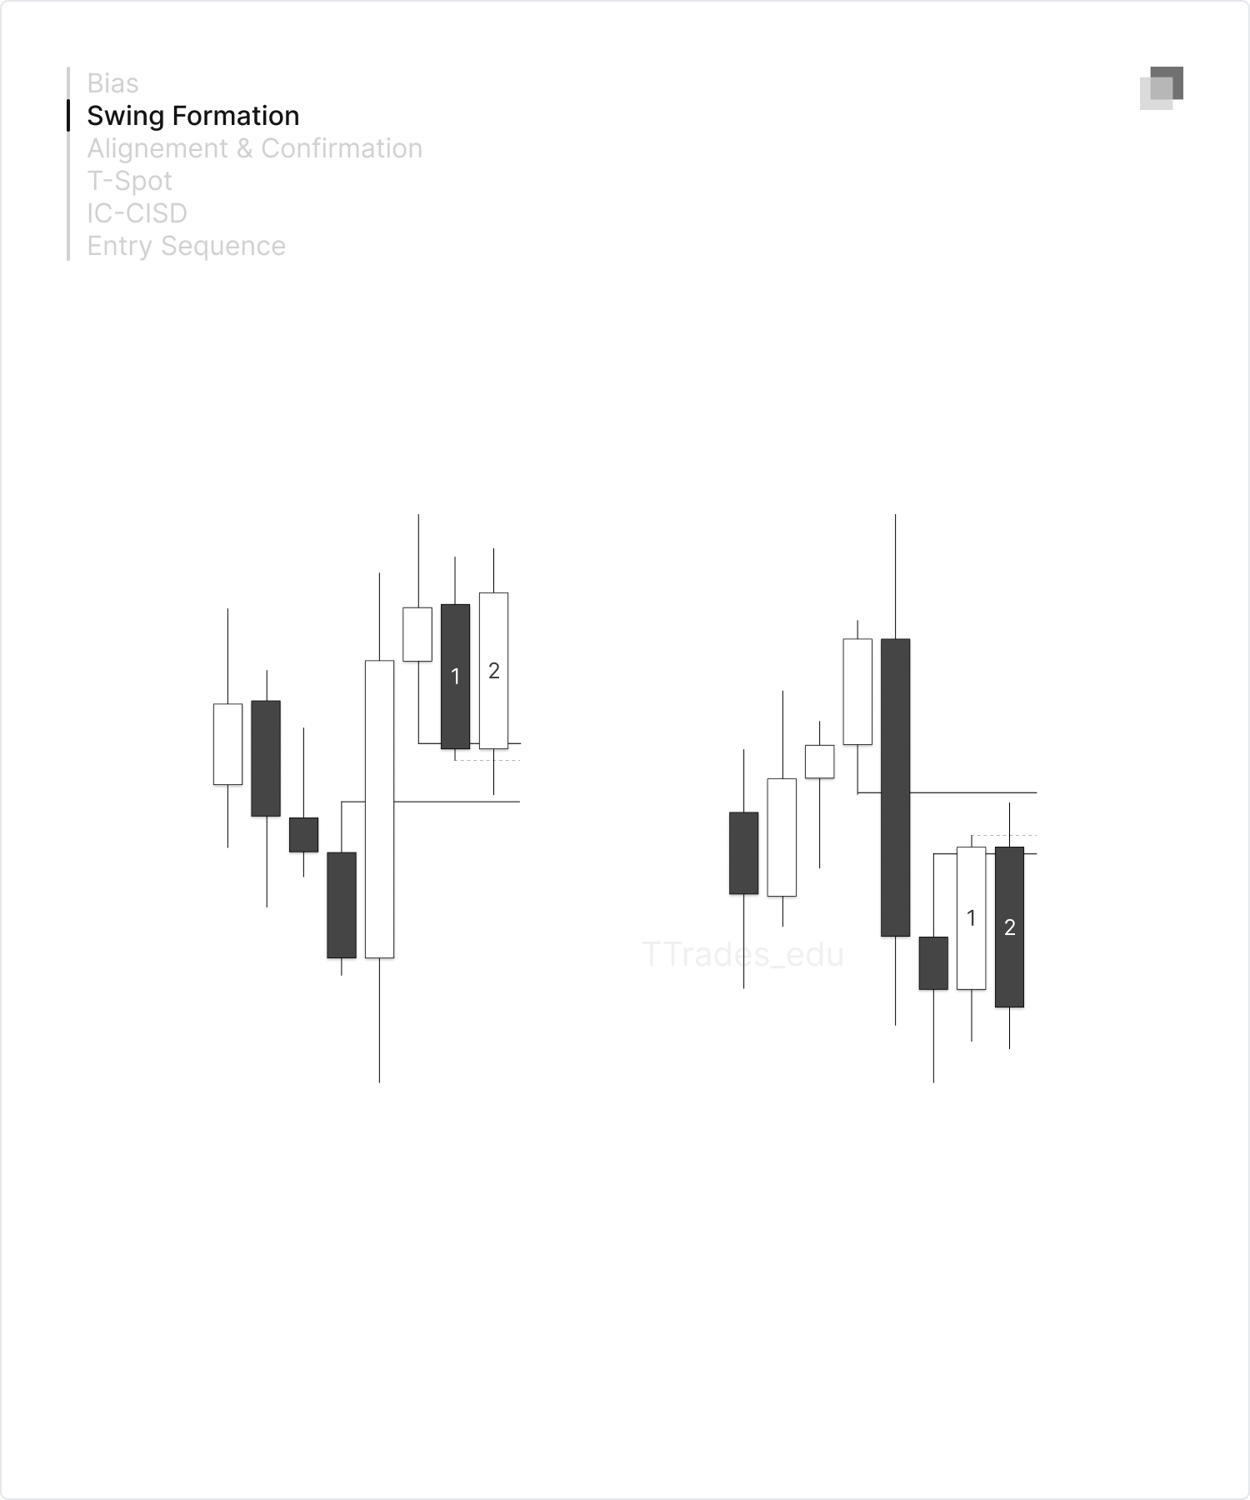 Bias
Swing Formation
Alignement & Confirmation
T-Spot
IC-CISD
Entry Sequence
1
2
1
2
TTrades_edu